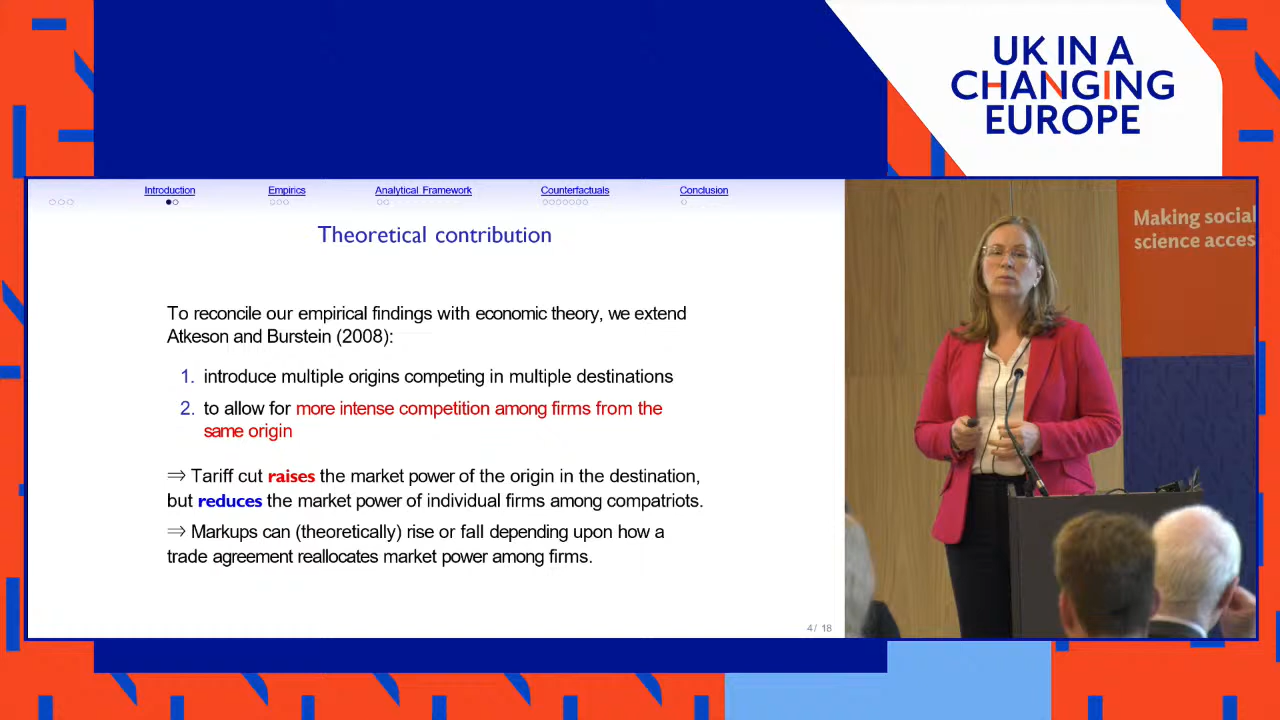 UK IN A
CHANGING
EUROPE
Introduction
Empirics
Analytical Framework
Counterfactuals
Conclusion
Theoretical contribution
To reconcile our empirical findings with economic theory, we extend
Atkeson and Burstein (2008):
1. introduce multiple origins competing in multiple destinations
2. to allow for more intense competition among firms from the
same origin
⇒ Tariff cut raises the market power of the origin in the destination,
but reduces the market power of individual firms among compatriots.
⇒ Markups can (theoretically) rise or fall depending upon how a
trade agreement reallocates market power among firms.
4/ 18
Making social
science acces